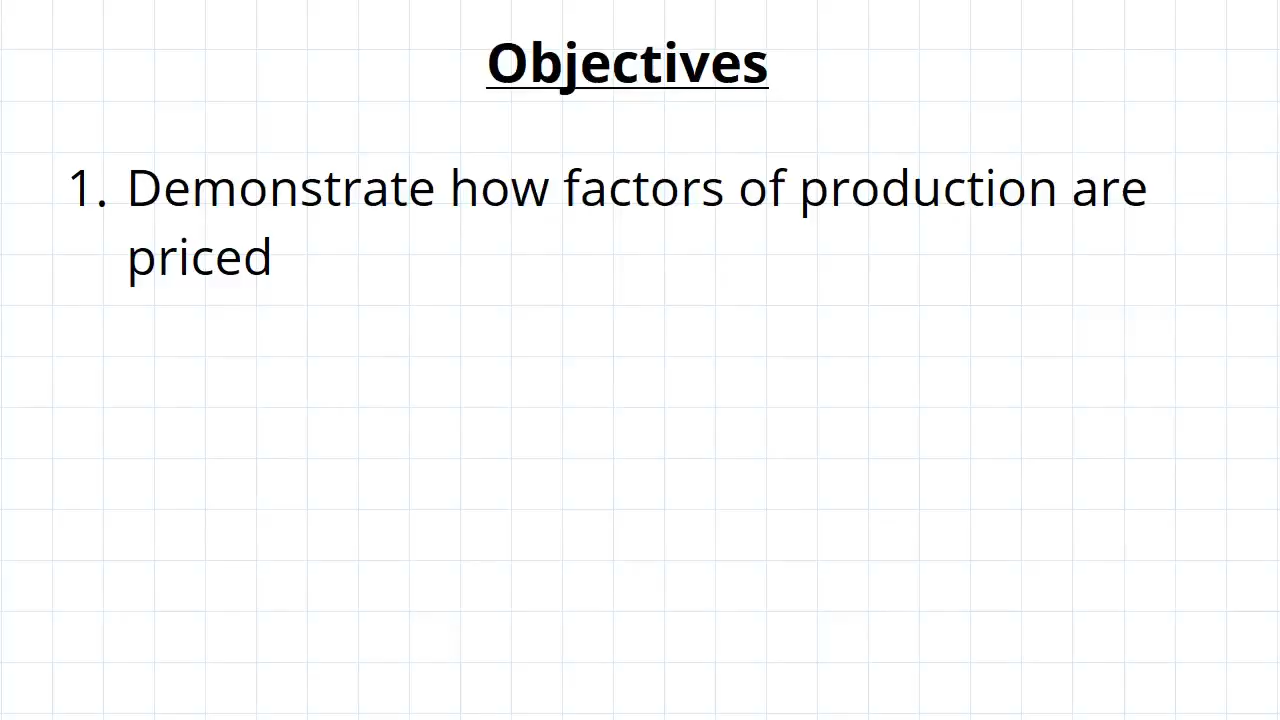 Objectives
1. Demonstrate how factors of production are
priced